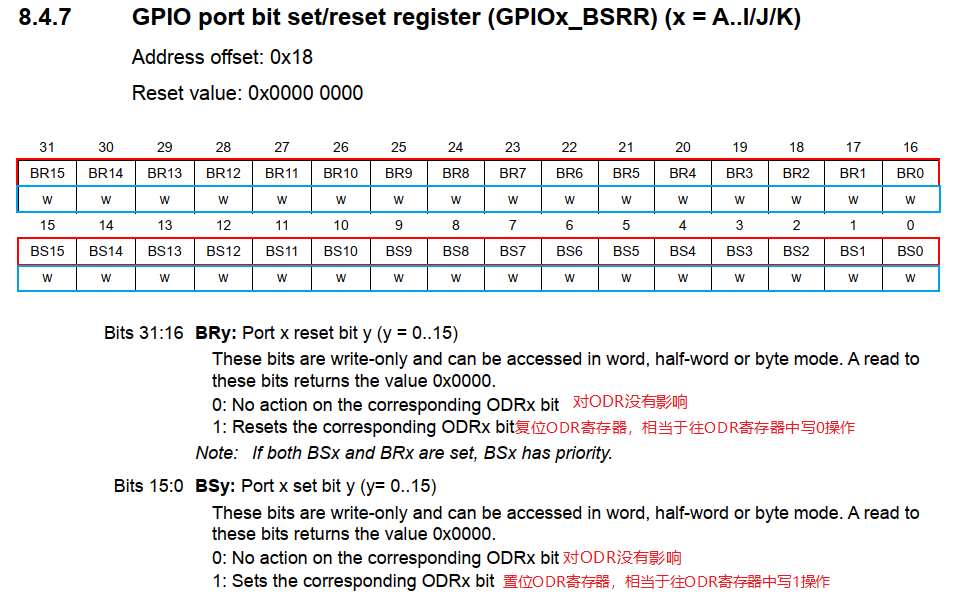 8.4.7 GPIO port bit set/reset register (GPIOx_BSRR) (x = A..I/J/K)
Address offset: 0x18
Reset value: 0x0000 0000
31 30 29 28 27 26 25 24 23 22 21 20 19 18 17 16
BR15 BR14 BR13 BR12 BR11 BR10 BR9 BR8 BR7 BR6 BR5 BR4 BR3 BR2 BR1 BR0
w w w w w w w w w w w w w w w w
15 14 13 12 11 10 9 8 7 6 5 4 3 2 1 0
BS15 BS14 BS13 BS12 BS11 BS10 BS9 BS8 BS7 BS6 BS5 BS4 BS3 BS2 BS1 BS0
w w w w w w w w w w w w w w w w
Bits 31:16 BRy: Port x reset bit y (y = 0..15)
These bits are write-only and can be accessed in word, half-word or byte mode. A read to
these bits returns the value 0x0000.
0: No action on the corresponding ODRx bit 对ODR没有影响
1: Resets the corresponding ODRx bit复位ODR寄存器，相当于往ODR寄存器中写0操作
Note: If both BSx and BRx are set, BSx has priority.
Bits 15:0 BSy: Port x set bit y (y= 0..15)
These bits are write-only and can be accessed in word, half-word or byte mode. A read to
these bits returns the value 0x0000.
0: No action on the corresponding ODRx bit 对ODR没有影响
1: Sets the corresponding ODRx bit 置位ODR寄存器，相当于往ODR寄存器中写1操作